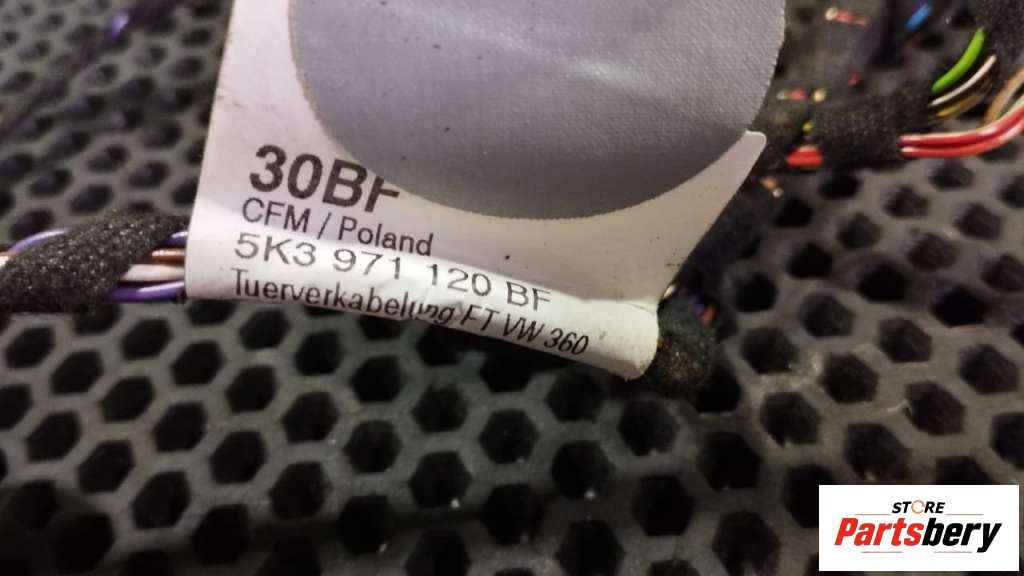 30BF
CFM / Poland
5K3 971 120 BF
Tuerverkabelung FT VW 360
STORE
Partsbery